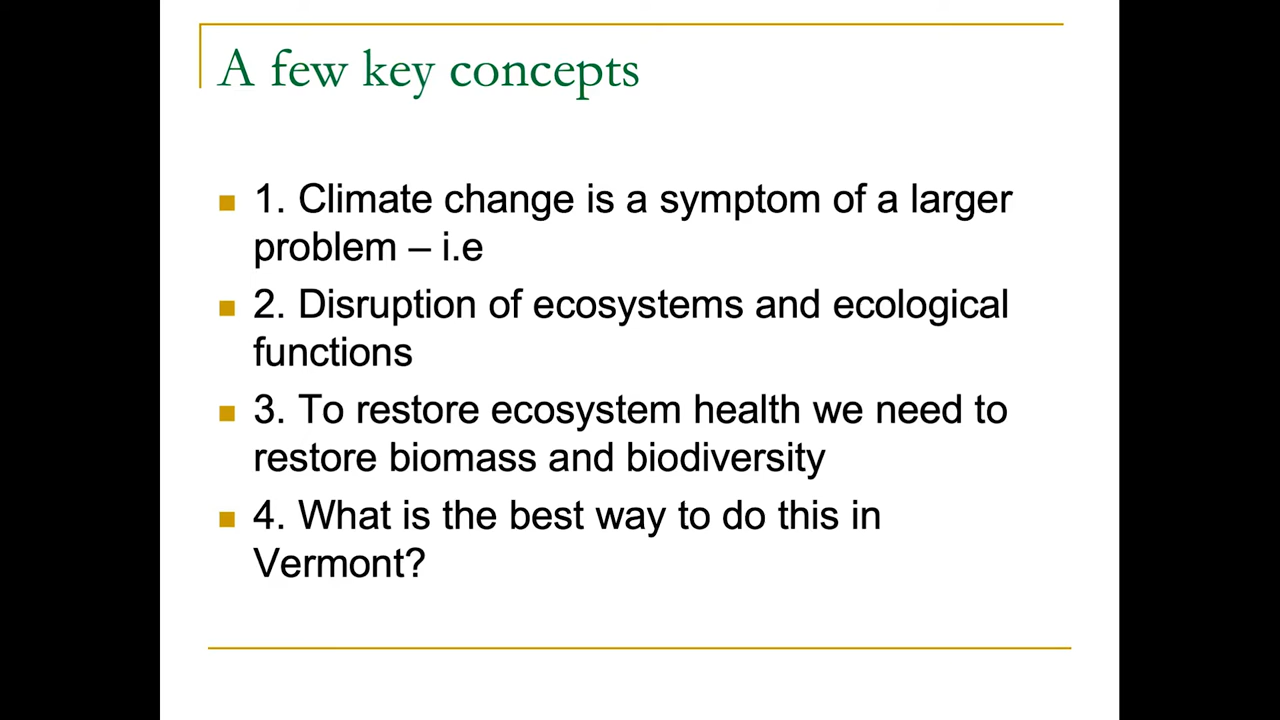 A few key concepts
1. Climate change is a symptom of a larger
problem – i.e
2. Disruption of ecosystems and ecological
functions
3. To restore ecosystem health we need to
restore biomass and biodiversity
4. What is the best way to do this in
Vermont?